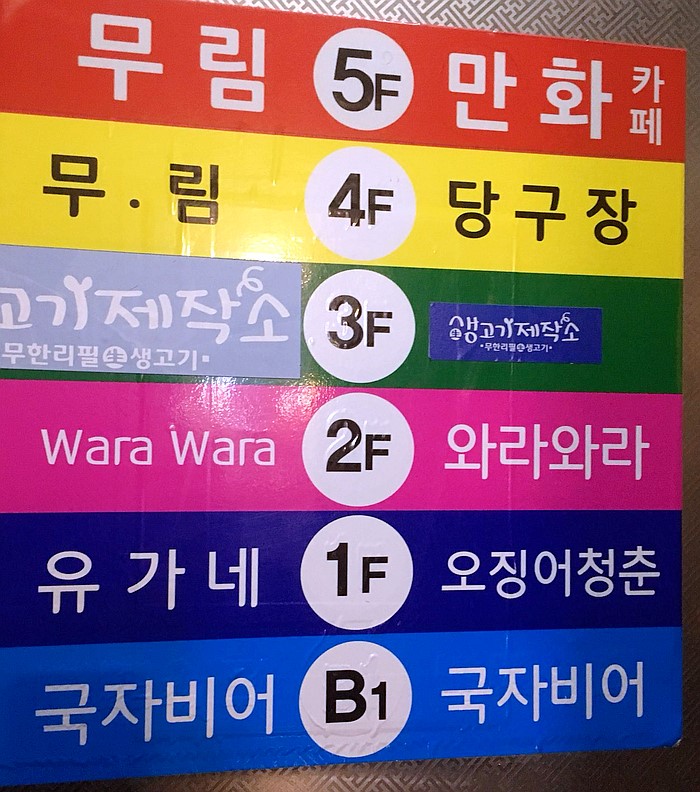 무림 5F 만화 카페
무.림 4F 당구장
고기제작소 3F 生생고기제작소
무한리필 生 생고기· ·무한리필生생고기·
Wara Wara 2F 와라와라
유가네 1F 오징어청춘
국자비어 B1 국자비어